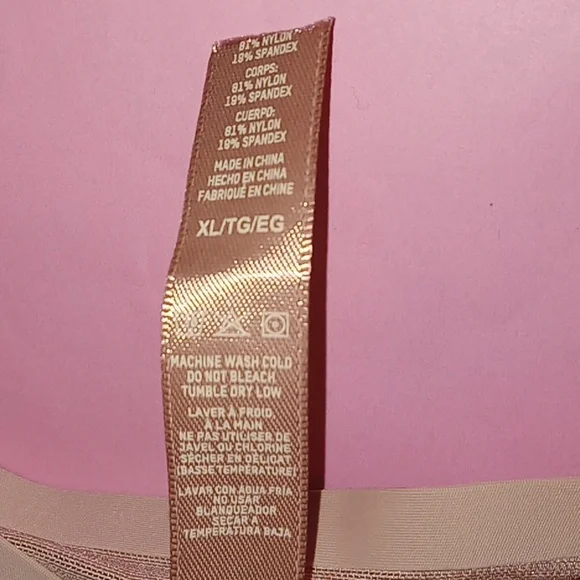 81% NYLON
19% SPANDEX
CORPS:
81% NYLON
19% SPANDEX
CUERPO:
81% NYLON
19% SPANDEX
MADE IN CHINA
HECHO EN CHINA
FABRIQUÉ EN CHINE
XL/TG/EG
MACHINE WASH COLD
DO NOT BLEACH
TUMBLE DRY LOW
LAVER À FROID
À LA MAIN
NE PAS UTILISER DE
JAVEL OU CHLORINE
SÉCHER EN DÉLICAT
(BASSE TEMPÉRATURE)
LAVAR CON AGUA FRÍA
NO USAR
BLANQUEADOR
SECAR A
TEMPERATURA BAJA